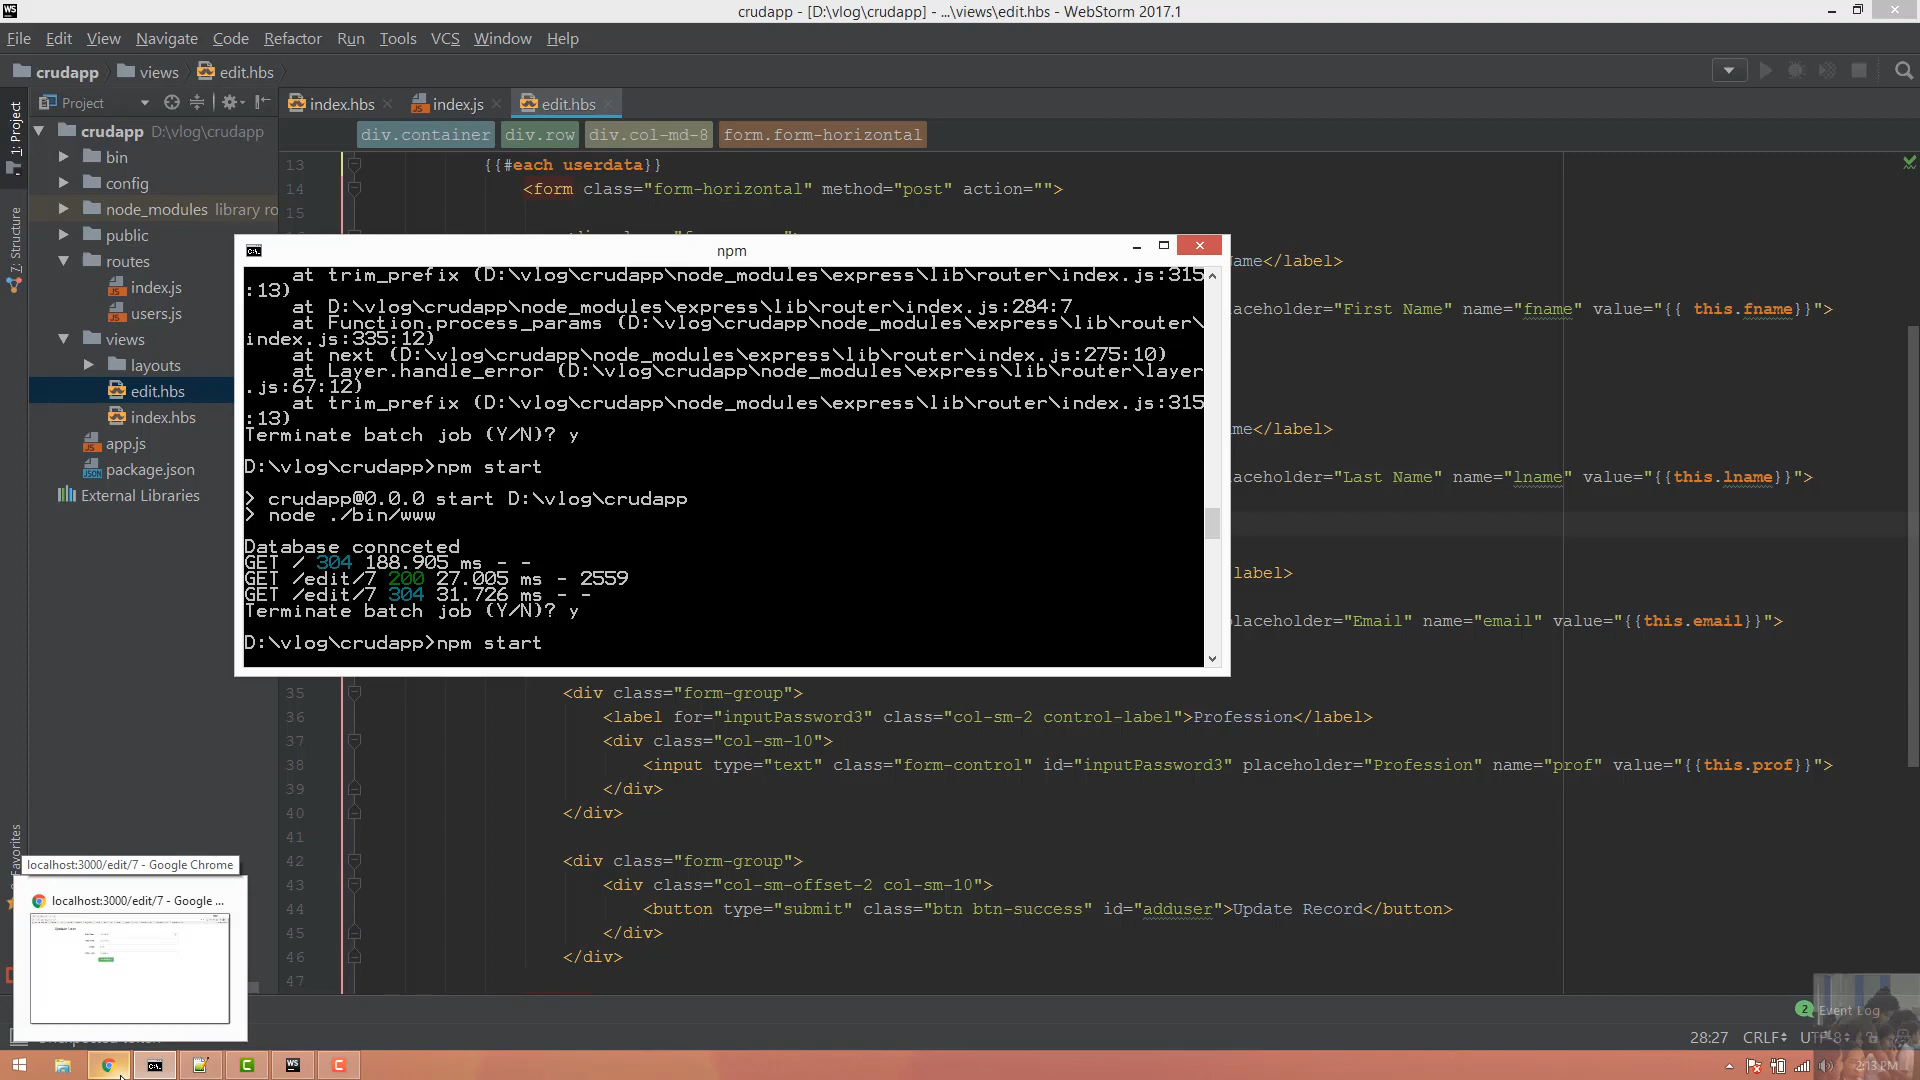 crudapp - [D:\vlog\crudapp] - ...\views\edit.hbs - WebStorm 2017.1
File Edit View Navigate Code Refactor Run Tools VCS Window Help
crudapp views edit.hbs
Project
index.hbs
index.js
edit.hbs
1: Project
7: Structure
Favorites
crudapp D:\vlog\crudapp
bin
config
node_modules library ro
public
routes
index.js
users.js
views
layouts
edit.hbs
index.hbs
app.js
package.json
External Libraries
div.container div.row div.col-md-8 form.form-horizontal
13 {{#each userdata}}
14 <form class="form-horizontal" method="post" action="">
15
ame</label>
laceholder="First Name" name="fname" value="{{ this.fname}}">
me</label>
laceholder="Last Name" name="lname" value="{{this.lname}}">
label>
laceholder="Email" name="email" value="{{this.email}}">
35 <div class="form-group">
36 <label for="inputPassword3" class="col-sm-2 control-label">Profession</label>
37 <div class="col-sm-10">
38 <input type="text" class="form-control" id="inputPassword3" placeholder="Profession" name="prof" value="{{this.prof}}">
39 </div>
40 </div>
41
42 <div class="form-group">
43 <div class="col-sm-offset-2 col-sm-10">
44 <button type="submit" class="btn btn-success" id="adduser">Update Record</button>
45 </div>
46 </div>
47
npm
at trim_prefix (D:\vlog\crudapp\node_modules\express\lib\router\index.js:315
:13)
at D:\vlog\crudapp\node_modules\express\lib\router\index.js:284:7
at Function.process_params (D:\vlog\crudapp\node_modules\express\lib\router\
index.js:335:12)
at next (D:\vlog\crudapp\node_modules\express\lib\router\index.js:275:10)
at Layer.handle_error (D:\vlog\crudapp\node_modules\express\lib\router\layer
.js:67:12)
at trim_prefix (D:\vlog\crudapp\node_modules\express\lib\router\index.js:315
:13)
Terminate batch job (Y/N)? y
D:\vlog\crudapp>npm start
> crudapp@0.0.0 start D:\vlog\crudapp
> node ./bin/www
Database connceted
GET / 304 188.905 ms - -
GET /edit/7 200 27.005 ms - 2559
GET /edit/7 304 31.726 ms - -
Terminate batch job (Y/N)? y
D:\vlog\crudapp>npm start
localhost:3000/edit/7 - Google Chrome
localhost:3000/edit/7 - Google ...
2 Event Log
28:27 CRLF UTF-8
2:13 PM